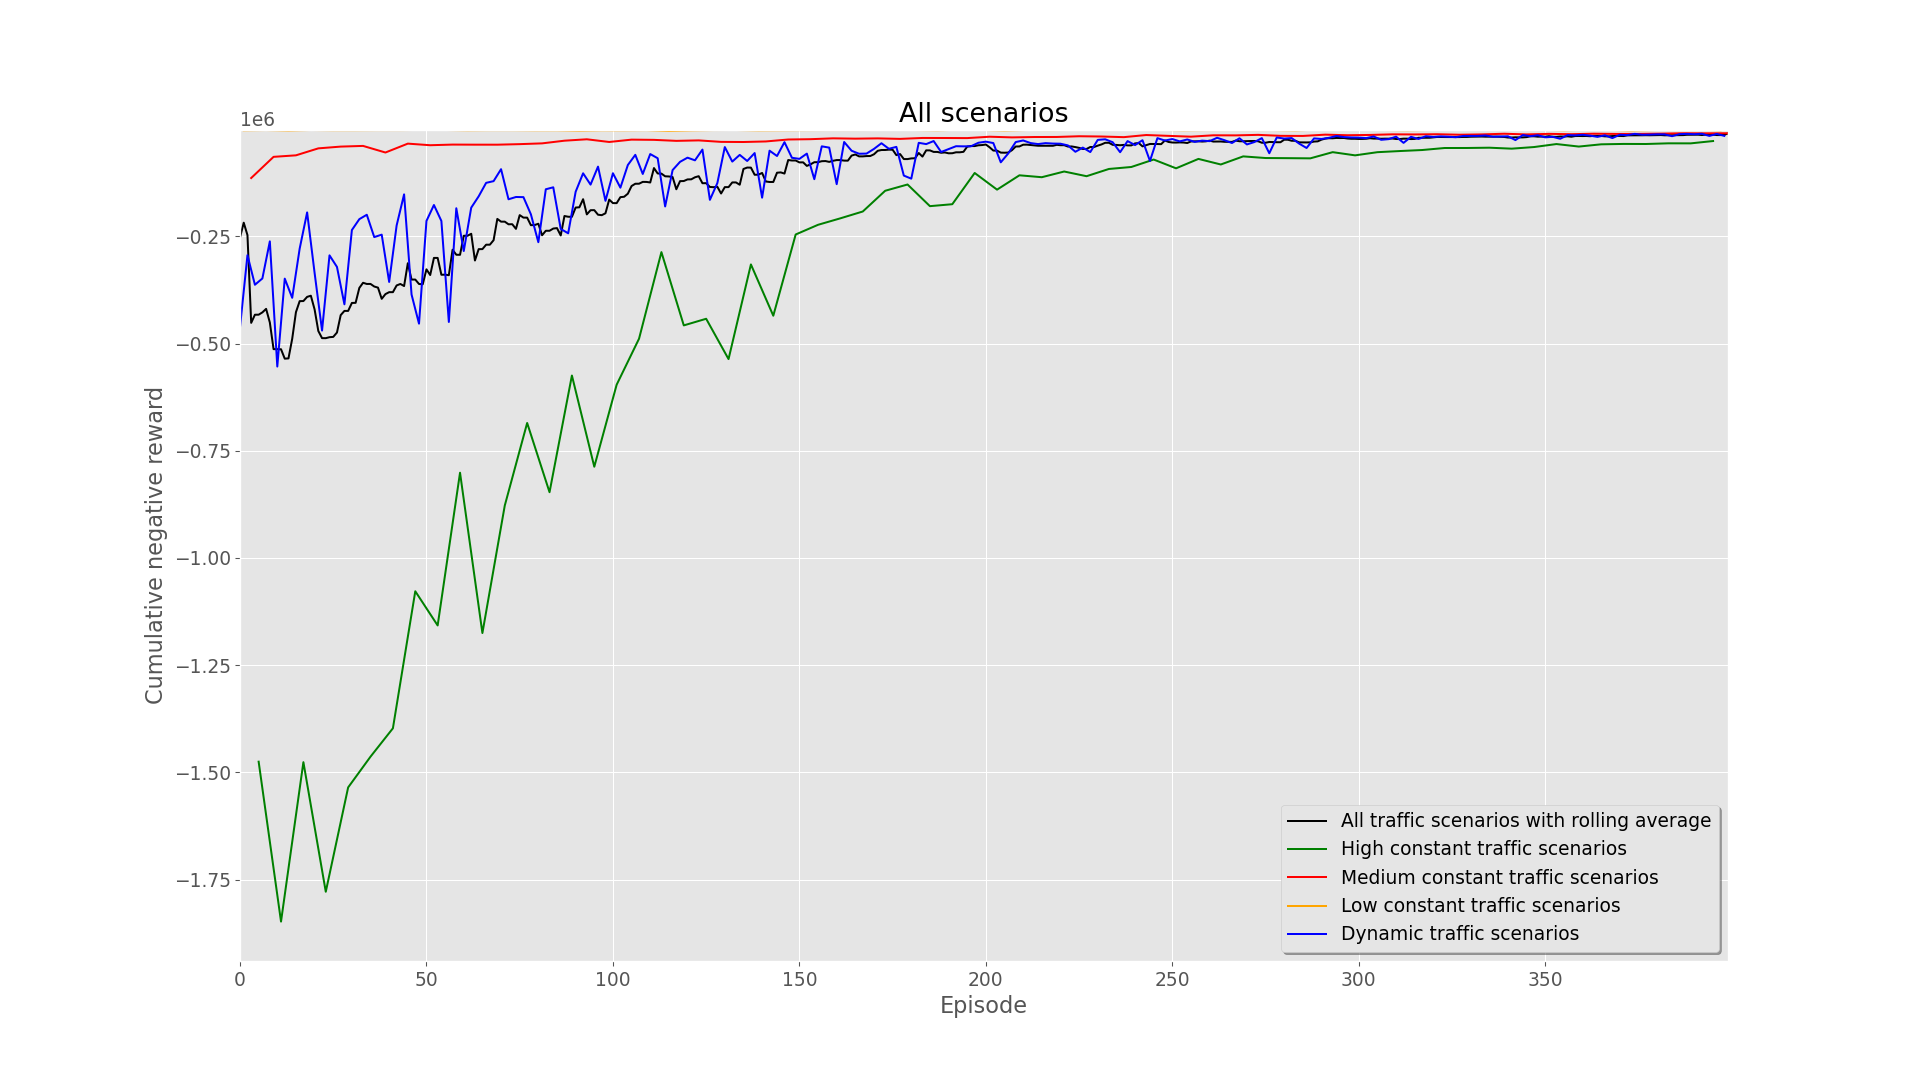 All scenarios
1e6
−0.25
−0.50
−0.75
−1.00
−1.25
−1.50
−1.75
Cumulative negative reward
0 50 100 150 200 250 300 350
Episode
All traffic scenarios with rolling average
High constant traffic scenarios
Medium constant traffic scenarios
Low constant traffic scenarios
Dynamic traffic scenarios